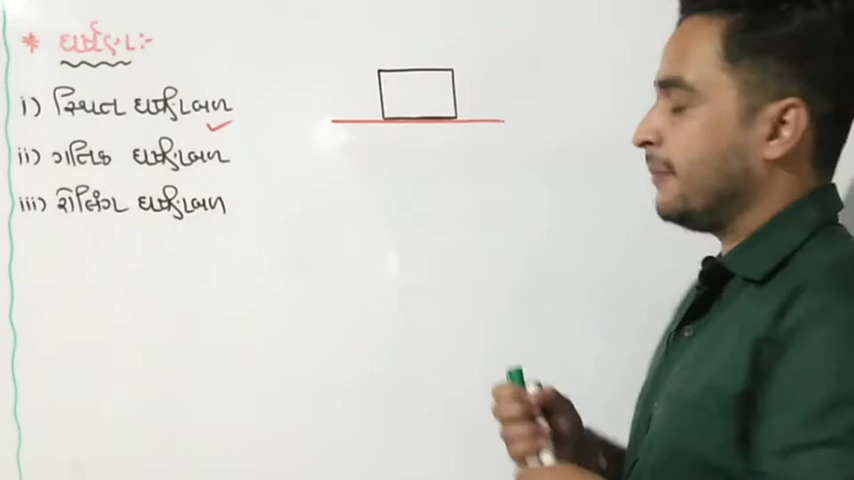 * ઘર્ષણ :-
i) સ્થિત ઘર્ષણબળ
ii) ગતિક ઘર્ષણબળ
iii) રોલિંગ ઘર્ષણબળ